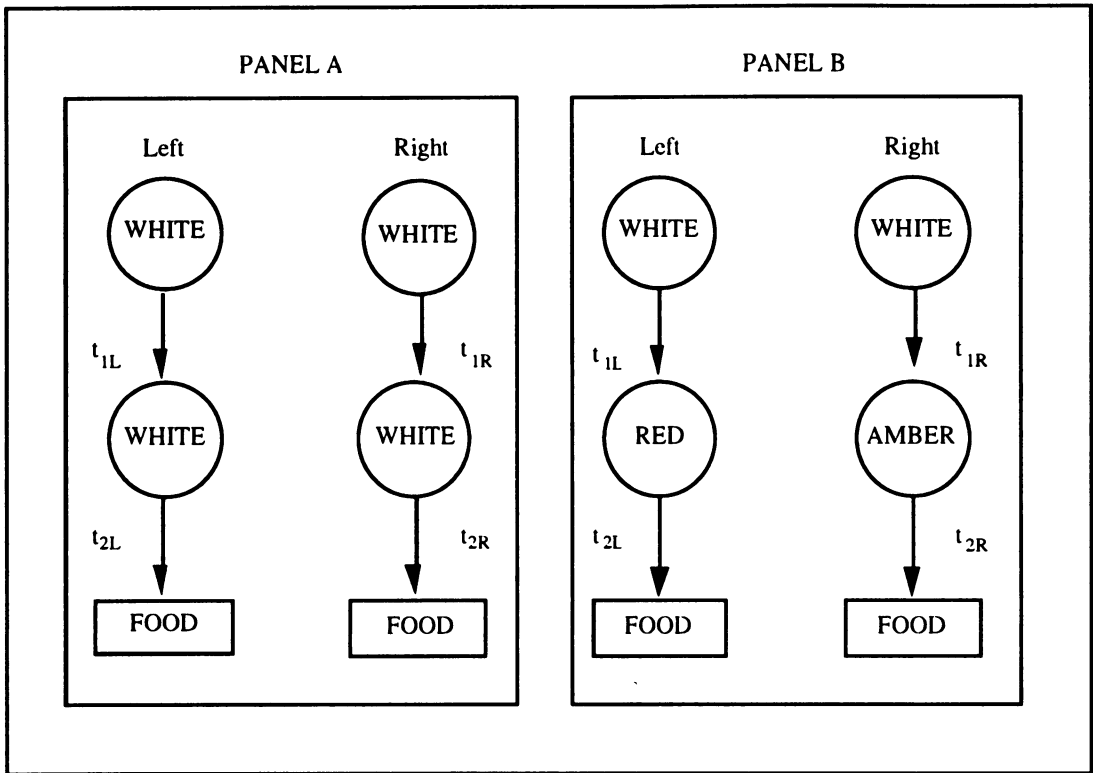 PANEL A
Left Right
WHITE WHITE
t1L t1R
WHITE WHITE
t2L t2R
FOOD FOOD
PANEL B
Left Right
WHITE WHITE
t1L t1R
RED AMBER
t2L t2R
FOOD FOOD